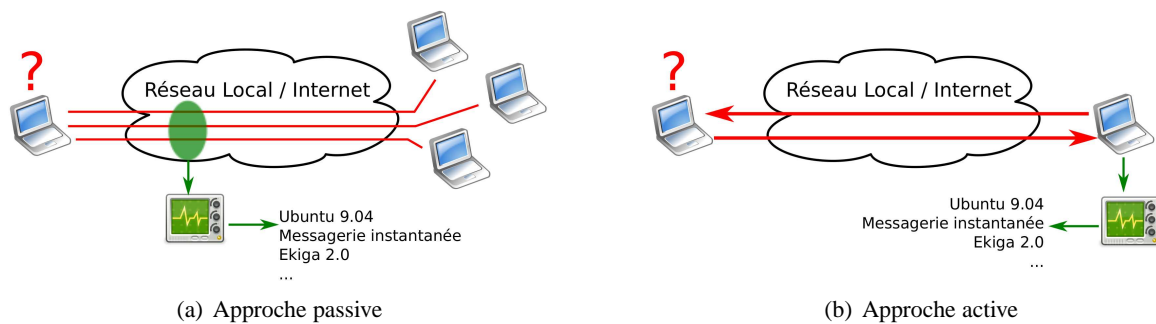 ?
Réseau Local / Internet
Ubuntu 9.04
Messagerie instantanée
Ekiga 2.0
...
(a) Approche passive
?
Réseau Local / Internet
Ubuntu 9.04
Messagerie instantanée
Ekiga 2.0
...
(b) Approche active